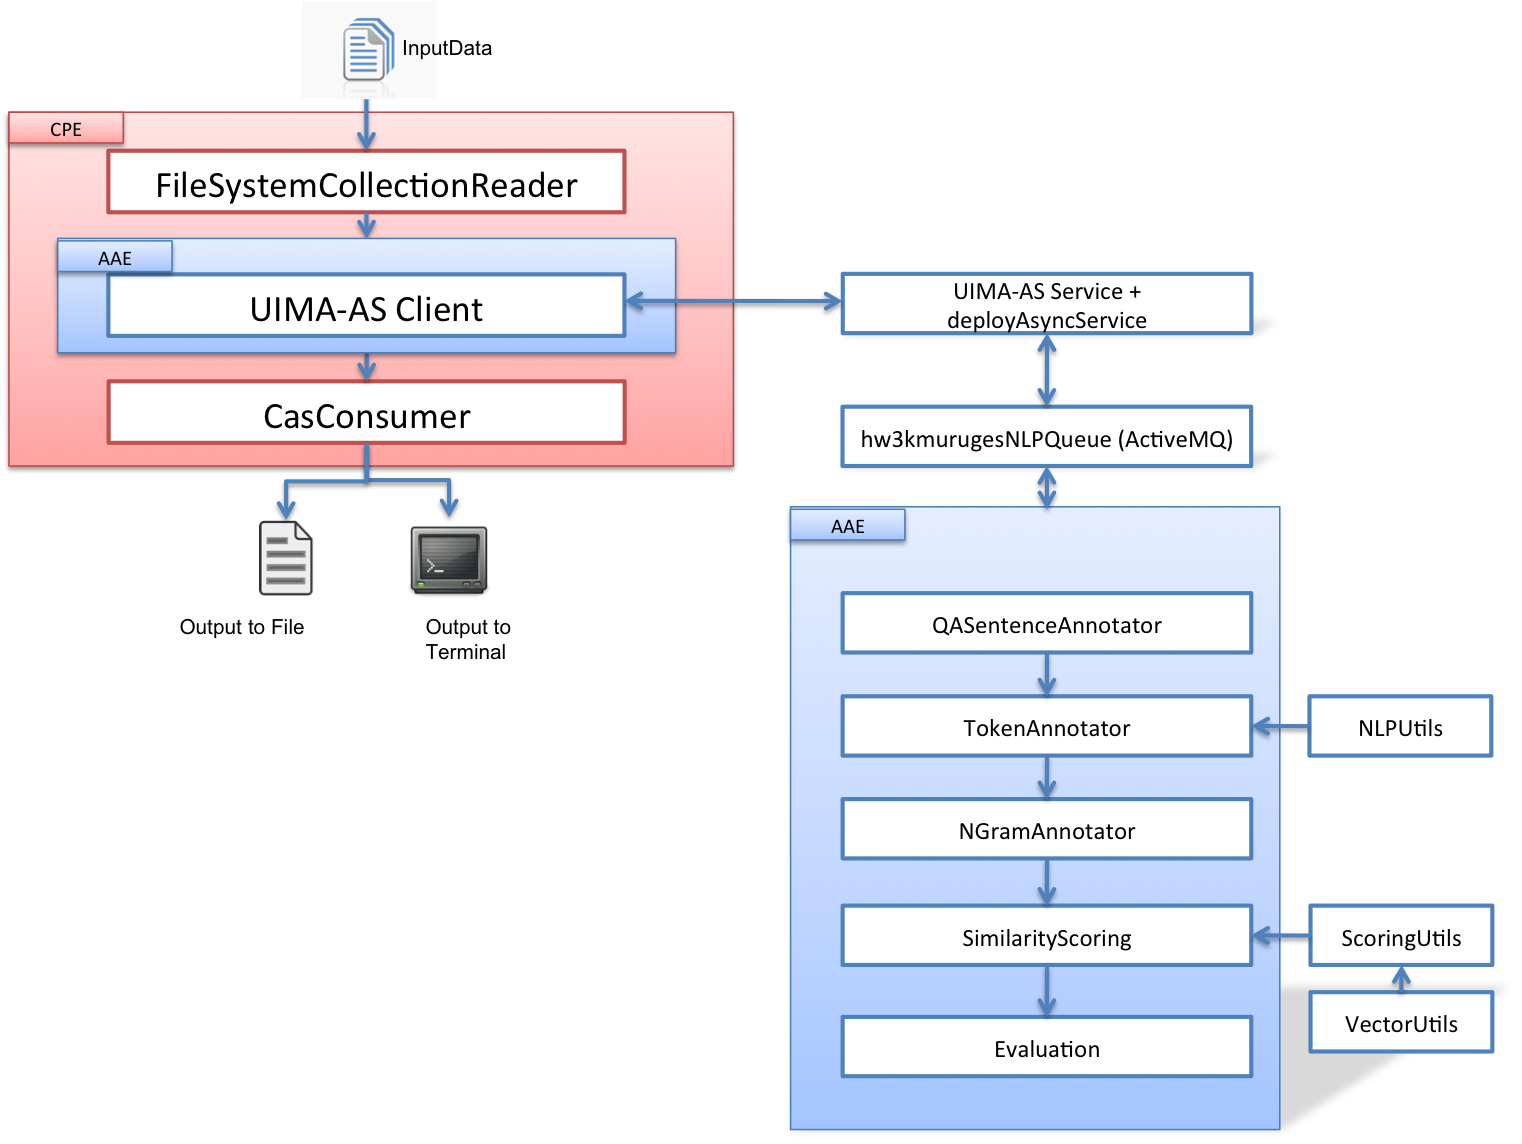 InputData
CPE
FileSystemCollectionReader
AAE
UIMA-AS Client
CasConsumer
Output to File
Output to
Terminal
UIMA-AS Service +
deployAsyncService
hw3kmurugesNLPQueue (ActiveMQ)
AAE
QASentenceAnnotator
TokenAnnotator
NLPUtils
NGramAnnotator
SimilarityScoring
ScoringUtils
VectorUtils
Evaluation